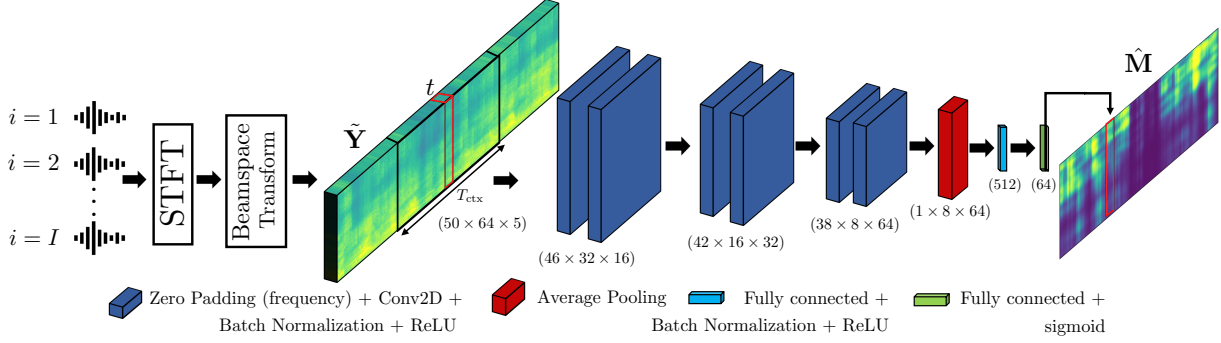 i = 1
i = 2
i = I
STFT
Beamspace
Transform
Ỹ
t
T_ctx
(50 × 64 × 5)
(46 × 32 × 16)
(42 × 16 × 32)
(38 × 8 × 64)
(1 × 8 × 64)
(512)
(64)
M̂
Zero Padding (frequency) + Conv2D +
Batch Normalization + ReLU
Average Pooling
Fully connected +
Batch Normalization + ReLU
Fully connected +
sigmoid